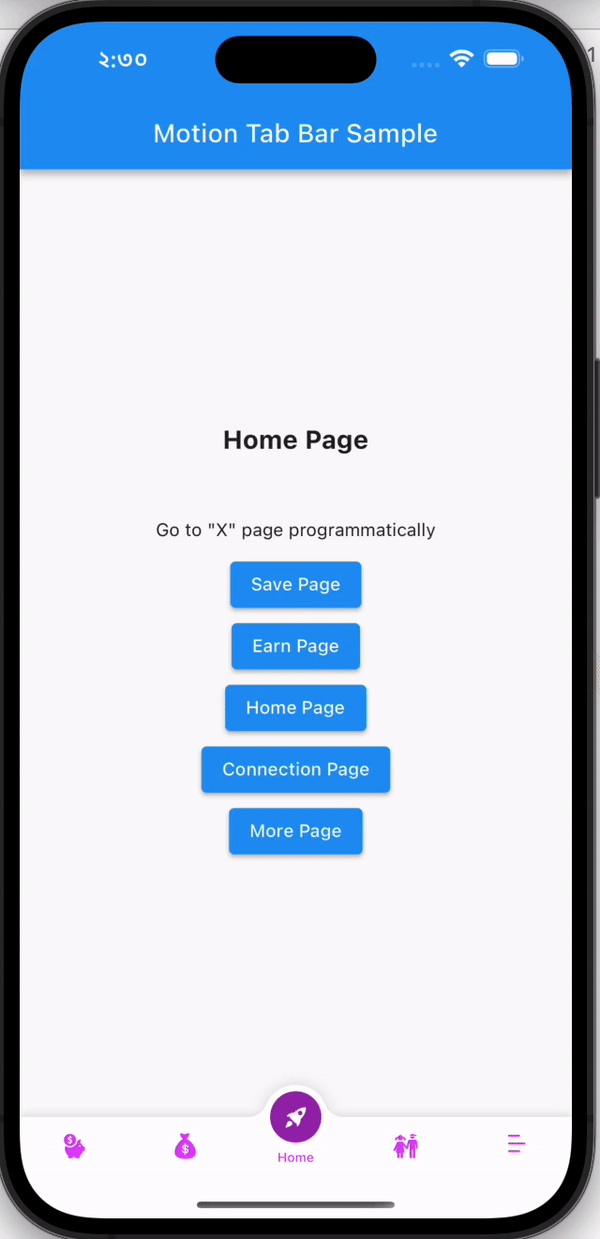 ২:৩০
Motion Tab Bar Sample
Home Page
Go to "X" page programmatically
Save Page
Earn Page
Home Page
Connection Page
More Page
Home